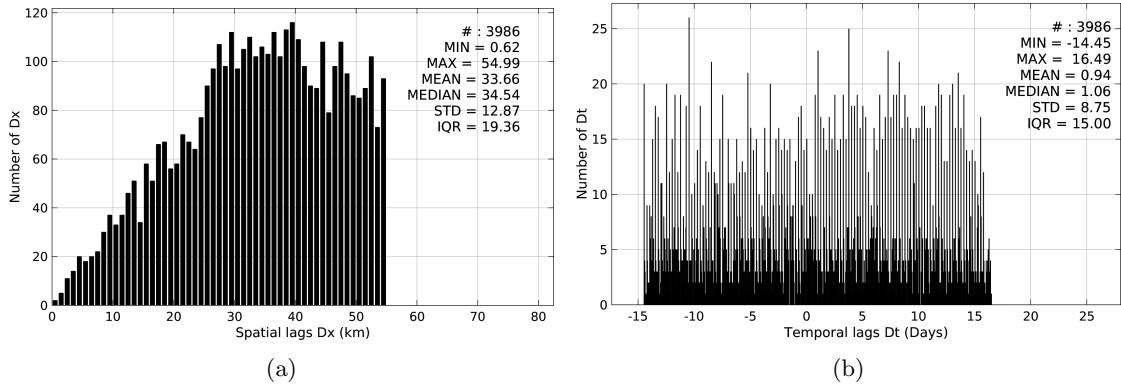 120
100
80
60
40
20
0
Number of Dx
# : 3986
MIN = 0.62
MAX = 54.99
MEAN = 33.66
MEDIAN = 34.54
STD = 12.87
IQR = 19.36
0 10 20 30 40 50 60 70 80
Spatial lags Dx (km)
(a)
25
20
15
10
5
0
Number of Dt
# : 3986
MIN = -14.45
MAX = 16.49
MEAN = 0.94
MEDIAN = 1.06
STD = 8.75
IQR = 15.00
-15 -10 -5 0 5 10 15 20 25
Temporal lags Dt (Days)
(b)